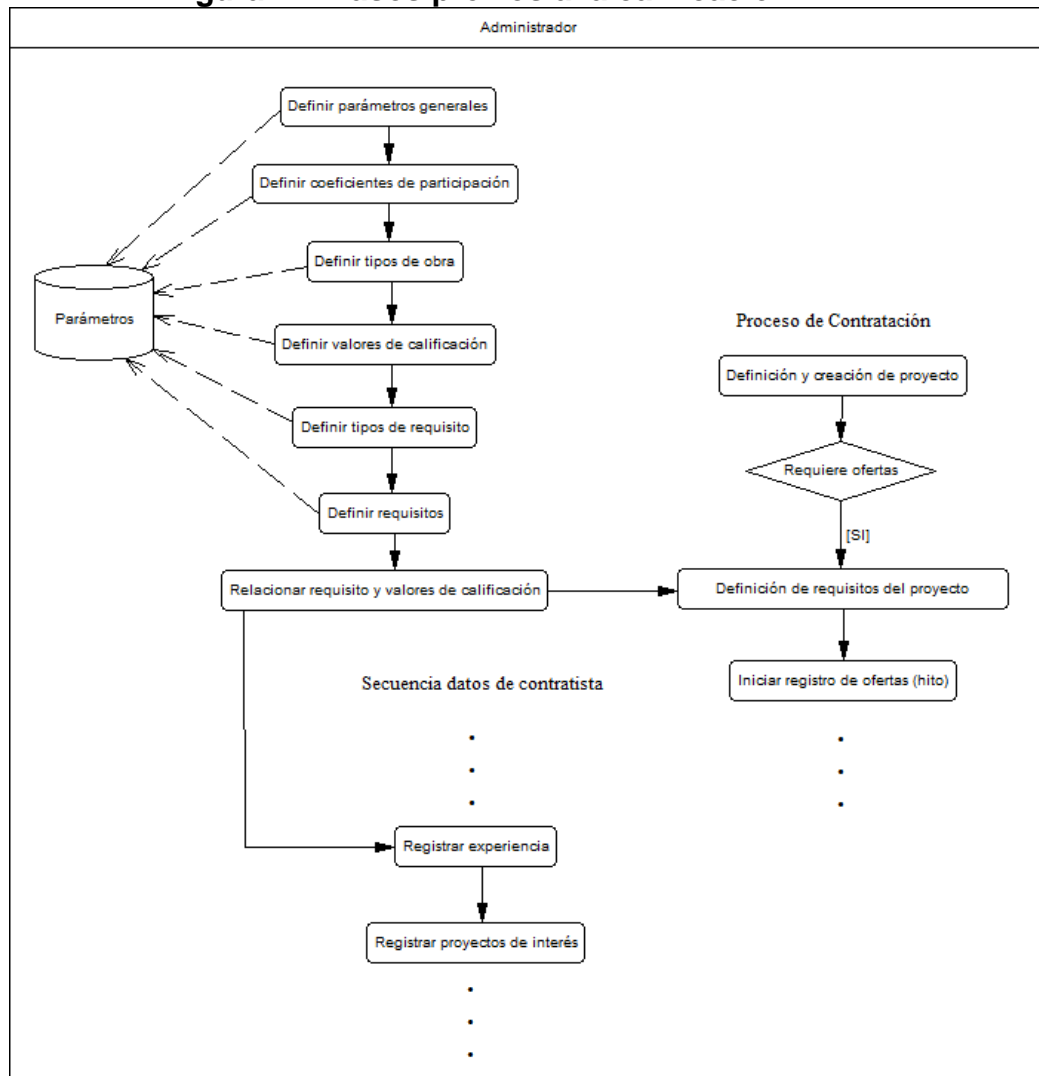 Administrador
Definir parámetros generales
Definir coeficientes de participación
Definir tipos de obra
Parámetros
Definir valores de calificación
Proceso de Contratación
Definición y creación de proyecto
Definir tipos de requisito
Requiere ofertas
Definir requisitos
[SI]
Relacionar requisito y valores de calificación
Definición de requisitos del proyecto
Secuencia datos de contratista
Iniciar registro de ofertas (hito)
Registrar experiencia
Registrar proyectos de interés